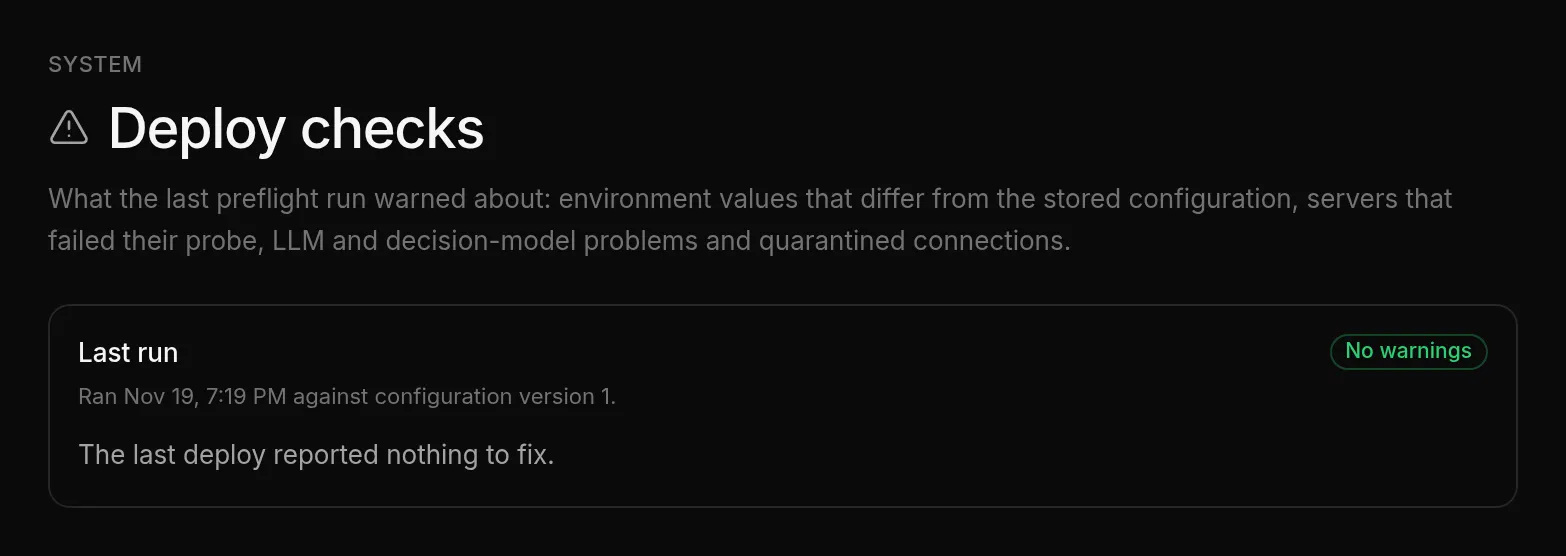 SYSTEM
Deploy checks
What the last preflight run warned about: environment values that differ from the stored configuration, servers that
failed their probe, LLM and decision-model problems and quarantined connections.
Last run
No warnings
Ran Nov 19, 7:19 PM against configuration version 1.
The last deploy reported nothing to fix.